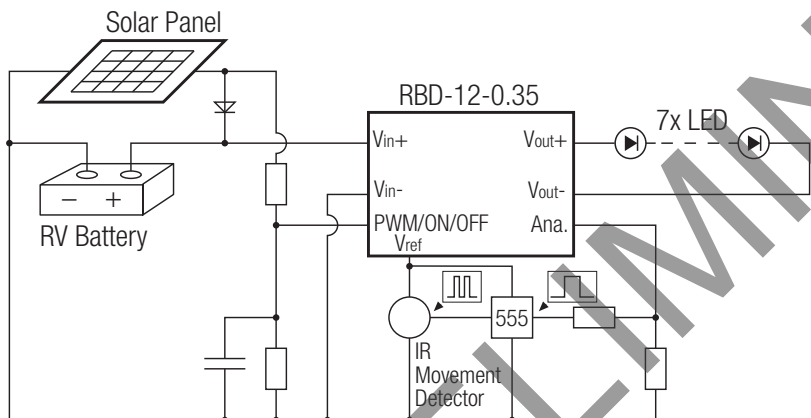 Solar Panel
RBD-12-0.35
7x LED
Vin+
Vout+
Vin-
Vout-
− +
RV Battery
PWM/ON/OFF
Ana.
Vref
555
IR
Movement
Detector